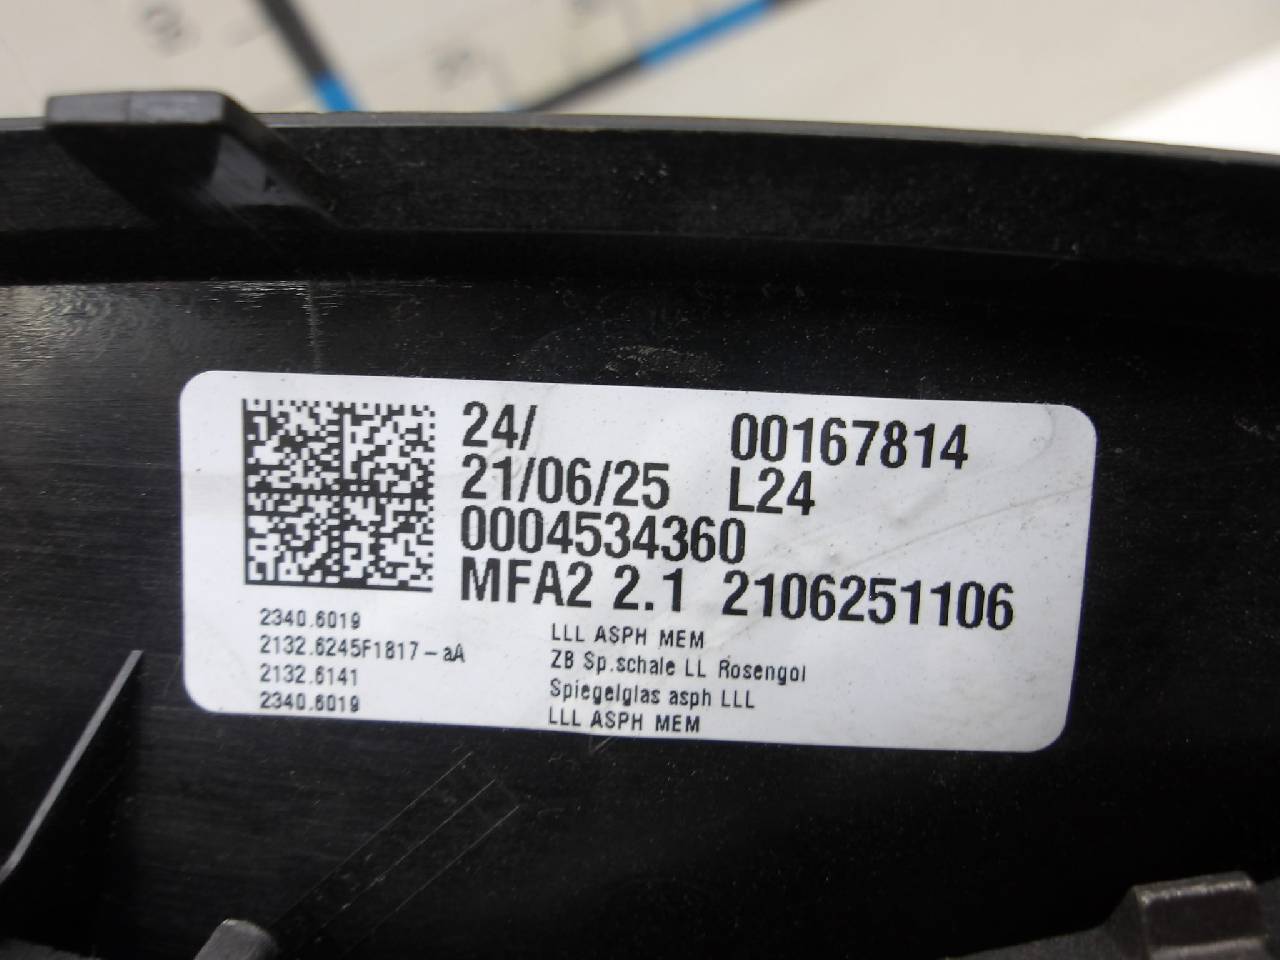 24/ 00167814
21/06/25 L24
0004534360
MFA2 2.1 2106251106
2340.6019 LLL ASPH MEM
2132.6245F1817-aA ZB Sp.schale LL Rosengol
2132.6141 Spiegelglas asph LLL
2340.6019 LLL ASPH MEM